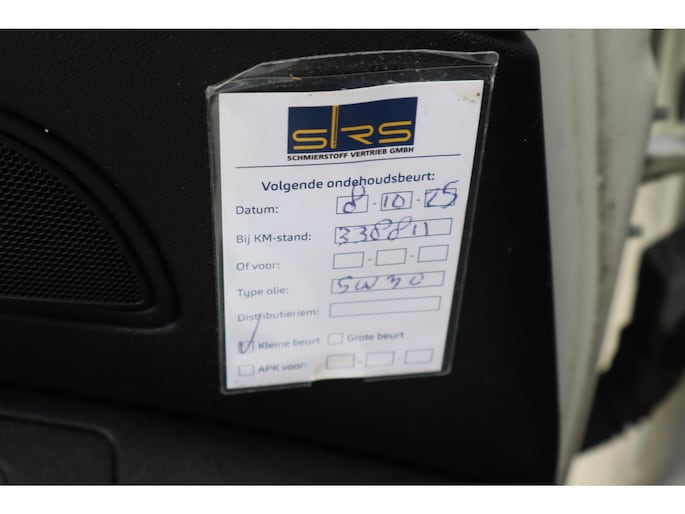 SRS
SCHMIERSTOFF VERTRIEB GMBH
Volgende ondehoudsbeurt:
Datum: 8 - 10 - 25
Bij KM-stand: 338811
Of voor: - -
Type olie: 5W30
Distributieriem:
Kleine beurt Grote beurt
APK voor: - -